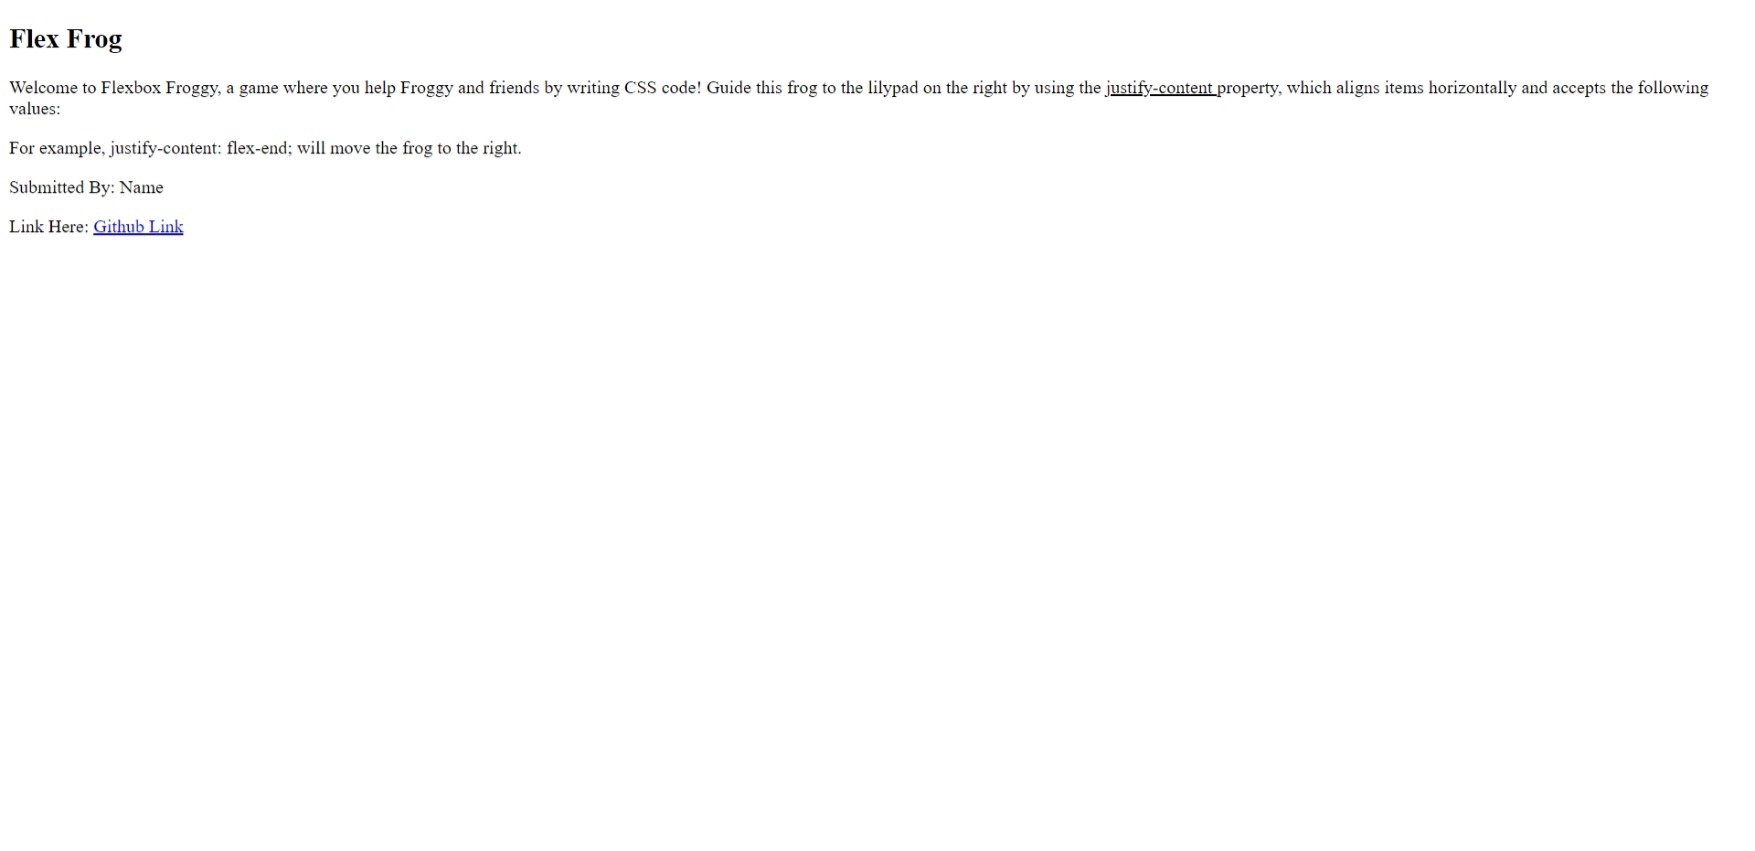 Flex Frog
Welcome to Flexbox Froggy, a game where you help Froggy and friends by writing CSS code! Guide this frog to the lilypad on the right by using the justify-content property, which aligns items horizontally and accepts the following
values:
For example, justify-content: flex-end; will move the frog to the right.
Submitted By: Name
Link Here: Github Link